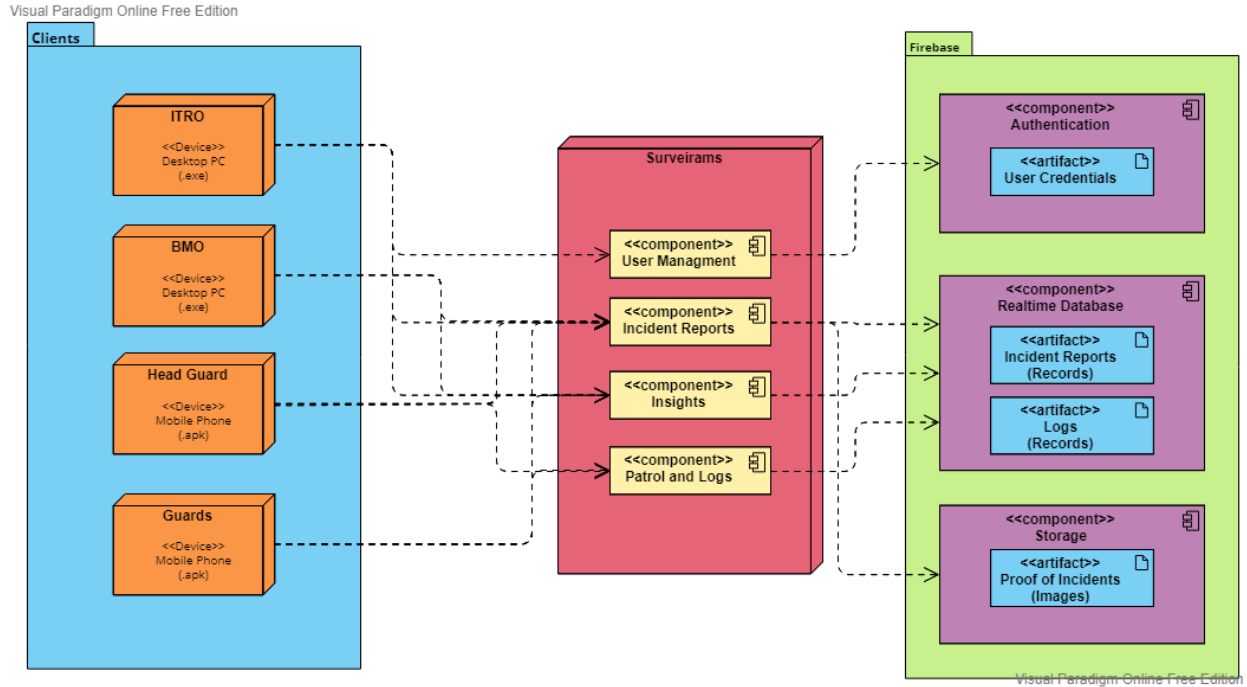 Visual Paradigm Online Free Edition
Clients
ITRO
<<Device>>
Desktop PC
(.exe)
BMO
<<Device>>
Desktop PC
(.exe)
Head Guard
<<Device>>
Mobile Phone
(.apk)
Guards
<<Device>>
Mobile Phone
(.apk)
Surveirams
<<component>>
User Managment
<<component>>
Incident Reports
<<component>>
Insights
<<component>>
Patrol and Logs
Firebase
<<component>>
Authentication
<<artifact>>
User Credentials
<<component>>
Realtime Database
<<artifact>>
Incident Reports
(Records)
<<artifact>>
Logs
(Records)
<<component>>
Storage
<<artifact>>
Proof of Incidents
(Images)
Visual Paradigm Online Free Edition